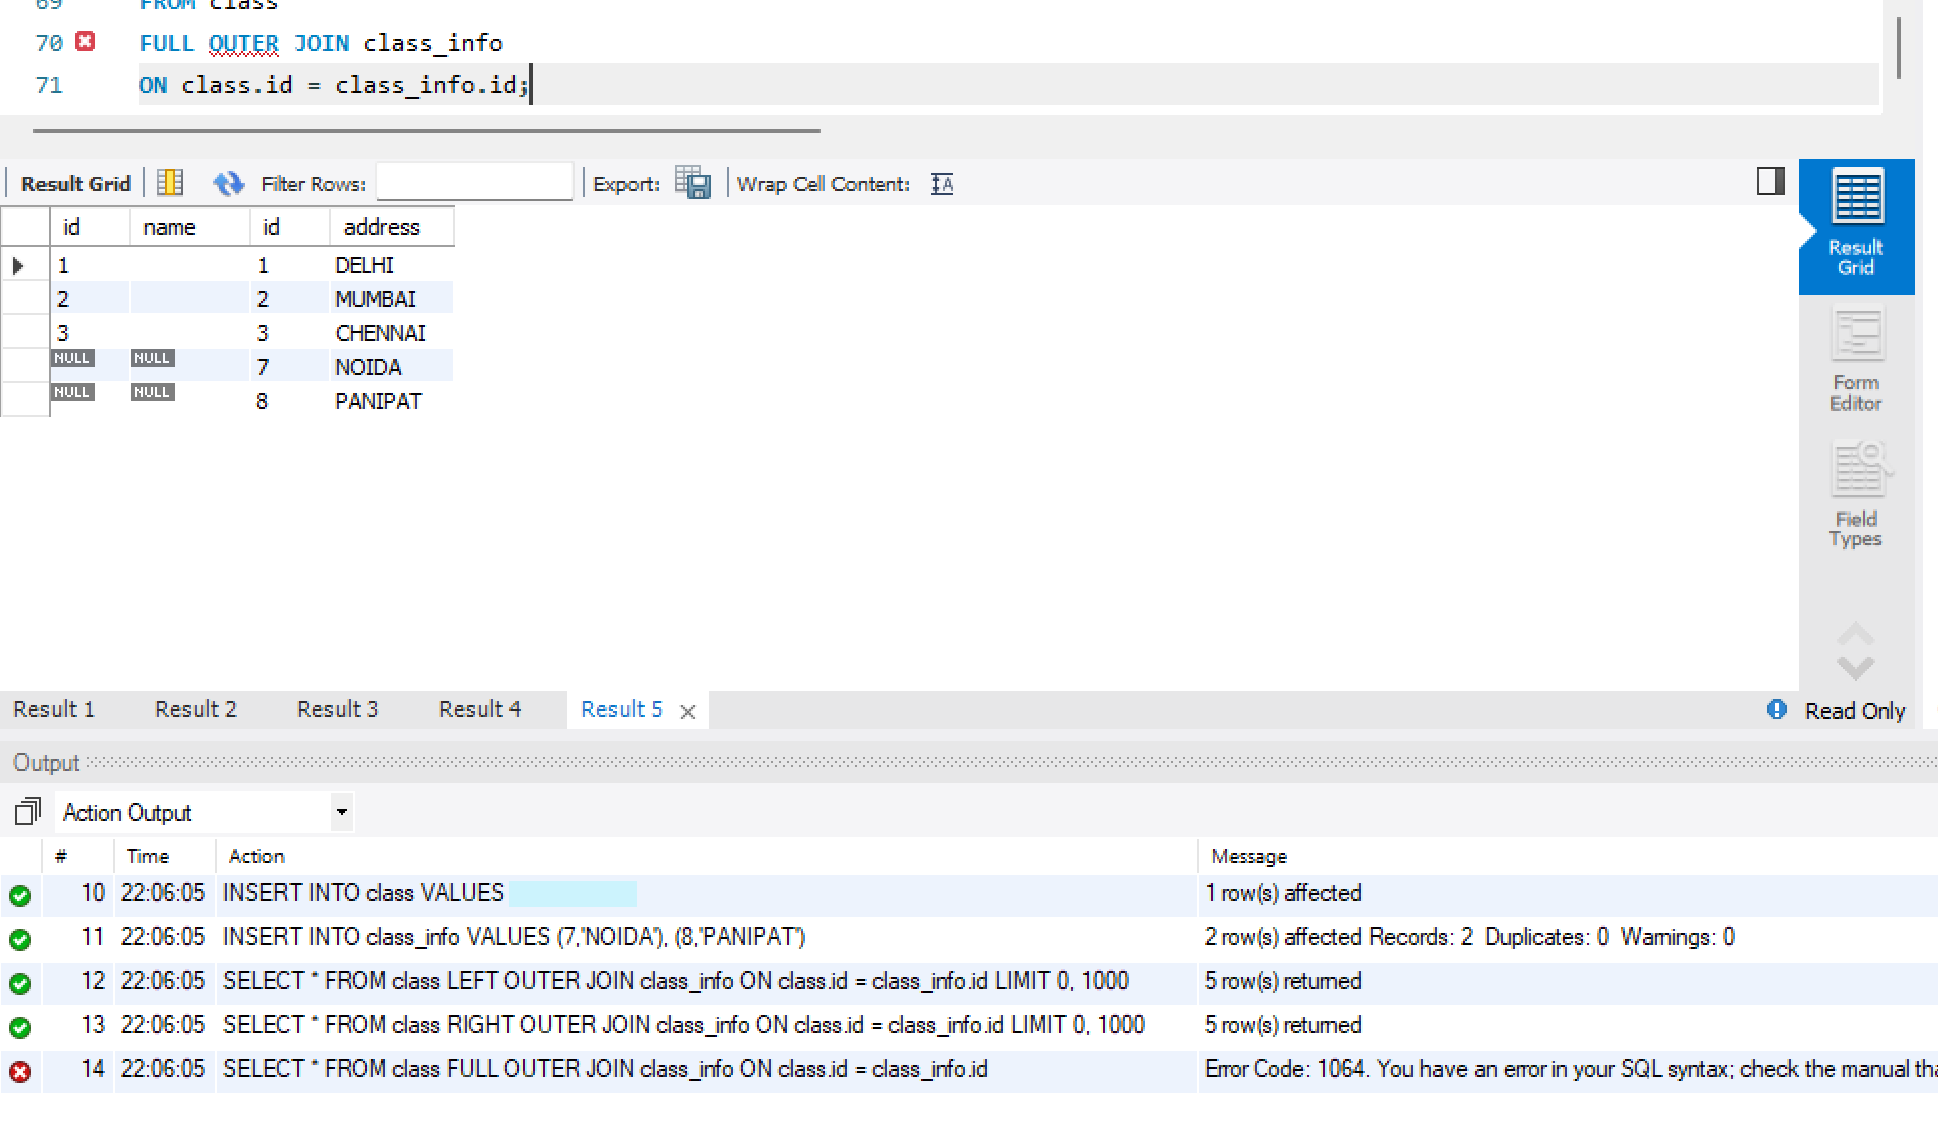 69 FROM class
70 FULL OUTER JOIN class_info
71 ON class.id = class_info.id;
Result Grid Filter Rows: Export: Wrap Cell Content:
id name id address
1 1 DELHI
2 2 MUMBAI
3 3 CHENNAI
NULL NULL 7 NOIDA
NULL NULL 8 PANIPAT
Result
Grid
Form
Editor
Field
Types
Result 1 Result 2 Result 3 Result 4 Result 5 Read Only
Output
Action Output
# Time Action Message
10 22:06:05 INSERT INTO class VALUES 1 row(s) affected
11 22:06:05 INSERT INTO class_info VALUES (7,'NOIDA'), (8,'PANIPAT') 2 row(s) affected Records: 2 Duplicates: 0 Warnings: 0
12 22:06:05 SELECT * FROM class LEFT OUTER JOIN class_info ON class.id = class_info.id LIMIT 0, 1000 5 row(s) returned
13 22:06:05 SELECT * FROM class RIGHT OUTER JOIN class_info ON class.id = class_info.id LIMIT 0, 1000 5 row(s) returned
14 22:06:05 SELECT * FROM class FULL OUTER JOIN class_info ON class.id = class_info.id Error Code: 1064. You have an error in your SQL syntax; check the manual tha